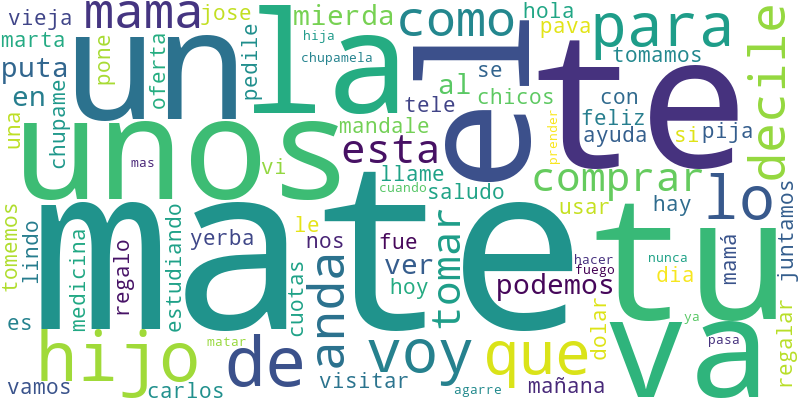 vieja mama jose mierda hola como para
marta un la hija pava decile
puta pone oferta pedile chupamela el te tomamos
en chupame se al chicos con
una unos tele mandale feliz ayuda si pija
mas vi esta llame prender
mate cuando saludo comprar lo
tomemos lindo medicina regalo estudiando yerba le nos fue tomar usar hay tu mamá juntamos
es cuotas anda ver hoy podemos hacer fuego nunca dia
hijo de voy que dolar va ya regalar
matar pasa
vamos carlos visitar agarre mañana